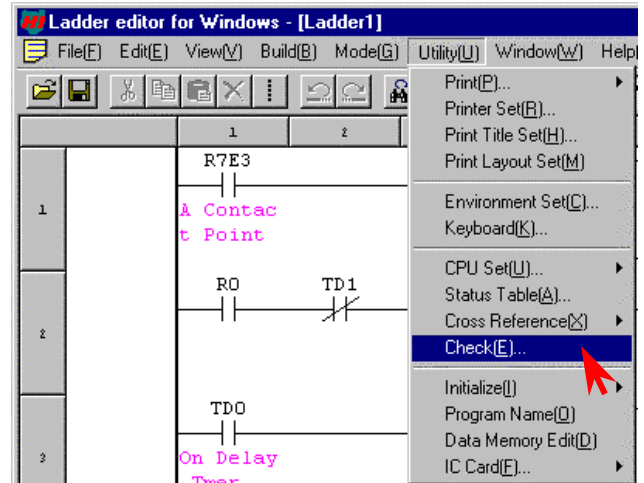 Ladder editor for Windows - [Ladder1]
File(F) Edit(E) View(V) Build(B) Mode(G) Utility(U) Window(W) Help
1 2
R7E3
1
A Contac
t Point
R0 TD1
2
TD0
3
On Delay
Tmer
Print(P)...
Printer Set(R)...
Print Title Set(H)...
Print Layout Set(M)
Environment Set(C)...
Keyboard(K)...
CPU Set(U)...
Status Table(A)...
Cross Reference(X)
Check(E)...
Initialize(I)
Program Name(O)
Data Memory Edit(D)
IC Card(F)...